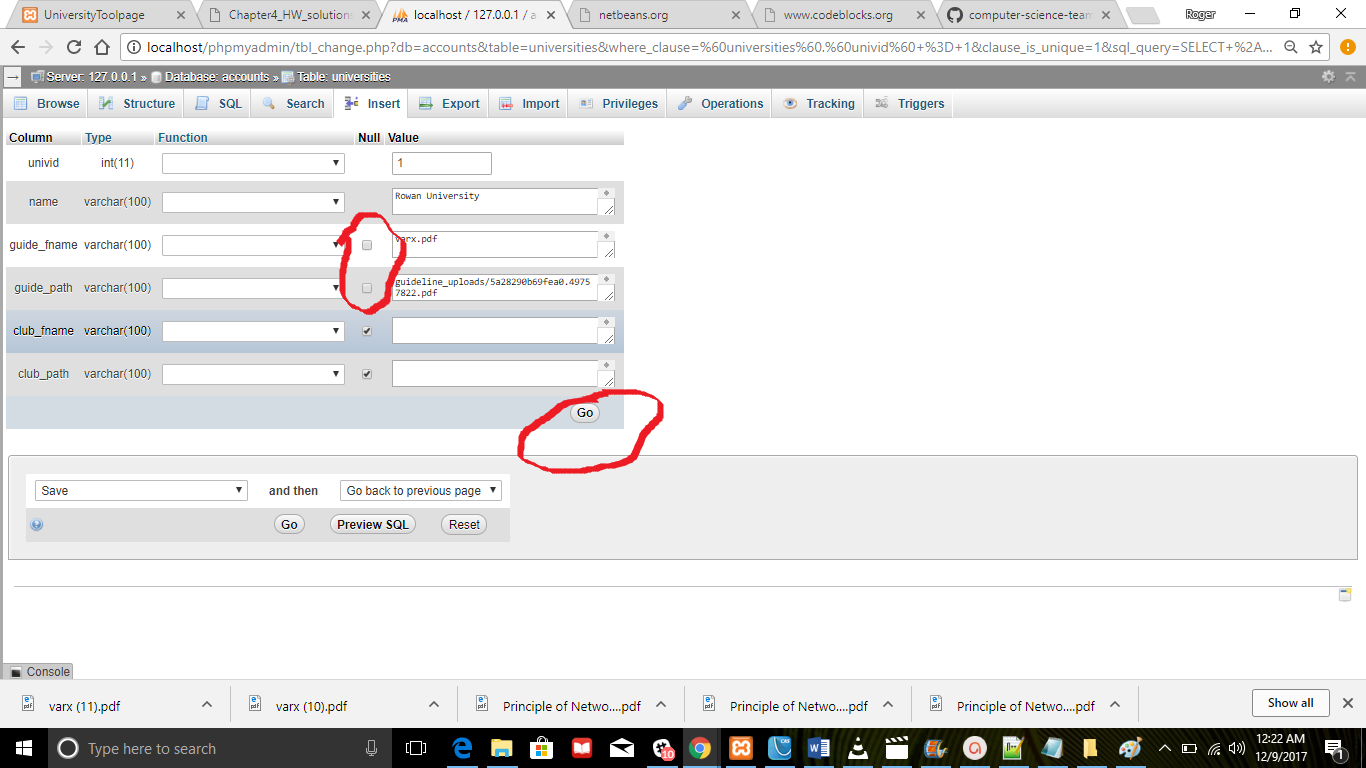 UniversityToolpage
Chapter4_HW_solutions
localhost / 127.0.0.1 / a
netbeans.org
www.codeblocks.org
computer-science-team
Roger
localhost/phpmyadmin/tbl_change.php?db=accounts&table=universities&where_clause=%60universities%60.%60univid%60+%3D+1&clause_is_unique=1&sql_query=SELECT+%2A...
Server: 127.0.0.1 » Database: accounts » Table: universities
Browse Structure SQL Search Insert Export Import Privileges Operations Tracking Triggers
Column Type Function Null Value
univid int(11) 1
name varchar(100) Rowan University
guide_fname varchar(100) varx.pdf
guide_path varchar(100) guideline_uploads/5a28290b69fea0.4975
7822.pdf
club_fname varchar(100)
club_path varchar(100)
Go
Save and then Go back to previous page
Go Preview SQL Reset
Console
varx (11).pdf
varx (10).pdf
Principle of Netwo....pdf
Principle of Netwo....pdf
Principle of Netwo....pdf
Show all
Type here to search
10
12:22 AM
12/9/2017
1